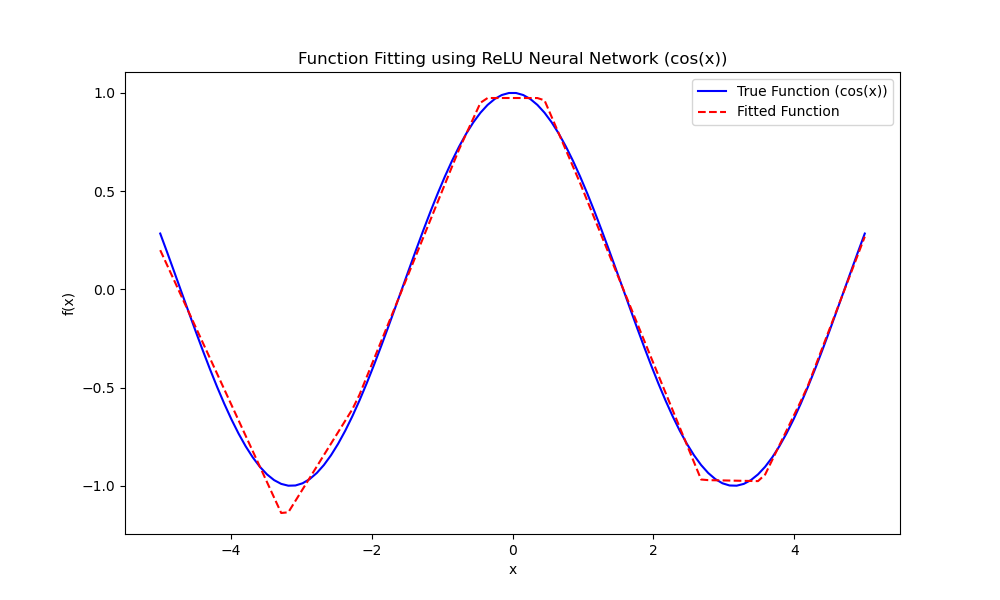 Function Fitting using ReLU Neural Network (cos(x))
True Function (cos(x))
Fitted Function
1.0
0.5
0.0
−0.5
−1.0
f(x)
−4
−2
0
2
4
x